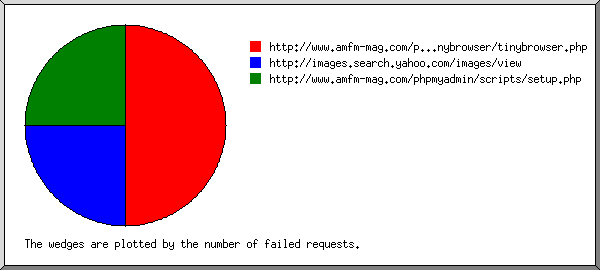 http://www.amfm-mag.com/p...nybrowser/tinybrowser.php
http://images.search.yahoo.com/images/view
http://www.amfm-mag.com/phpmyadmin/scripts/setup.php
The wedges are plotted by the number of failed requests.